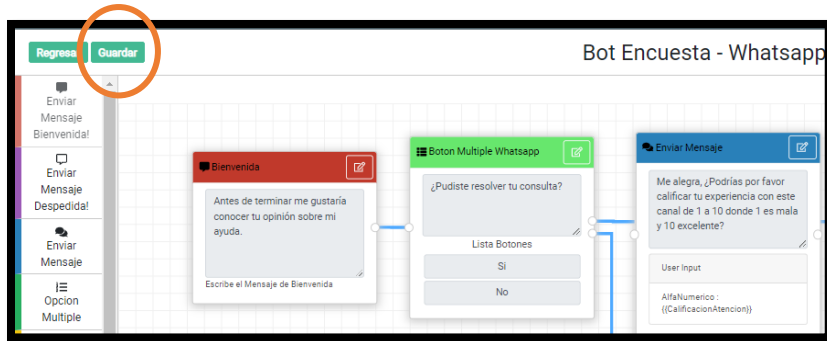 Regresar Guardar
Bot Encuesta - Whatsapp
Enviar
Mensaje
Bienvenida!
Enviar
Mensaje
Despedida!
Enviar
Mensaje
Opcion
Multiple
Bienvenida
Antes de terminar me gustaría
conocer tu opinión sobre mi
ayuda.
Escribe el Mensaje de Bienvenida
Boton Multiple Whatsapp
¿Pudiste resolver tu consulta?
Lista Botones
Si
No
Enviar Mensaje
Me alegra, ¿Podrías por favor
calificar tu experiencia con este
canal de 1 a 10 donde 1 es mala
y 10 excelente?
User Input
AlfaNumerico :
{{CalificacionAtencion}}